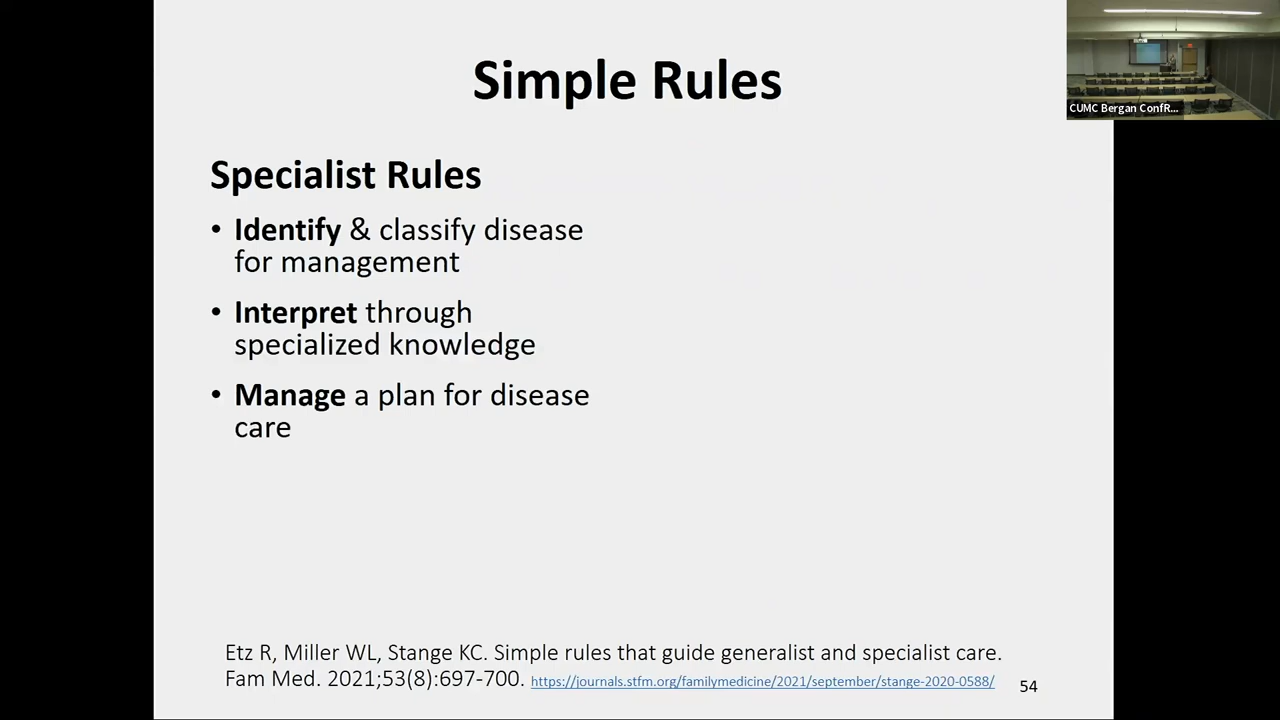 Simple Rules
CUMC Bergan ConfR...
Specialist Rules
• Identify & classify disease
for management
• Interpret through
specialized knowledge
• Manage a plan for disease
care
Etz R, Miller WL, Stange KC. Simple rules that guide generalist and specialist care.
Fam Med. 2021;53(8):697-700. https://journals.stfm.org/familymedicine/2021/september/stange-2020-0588/
54